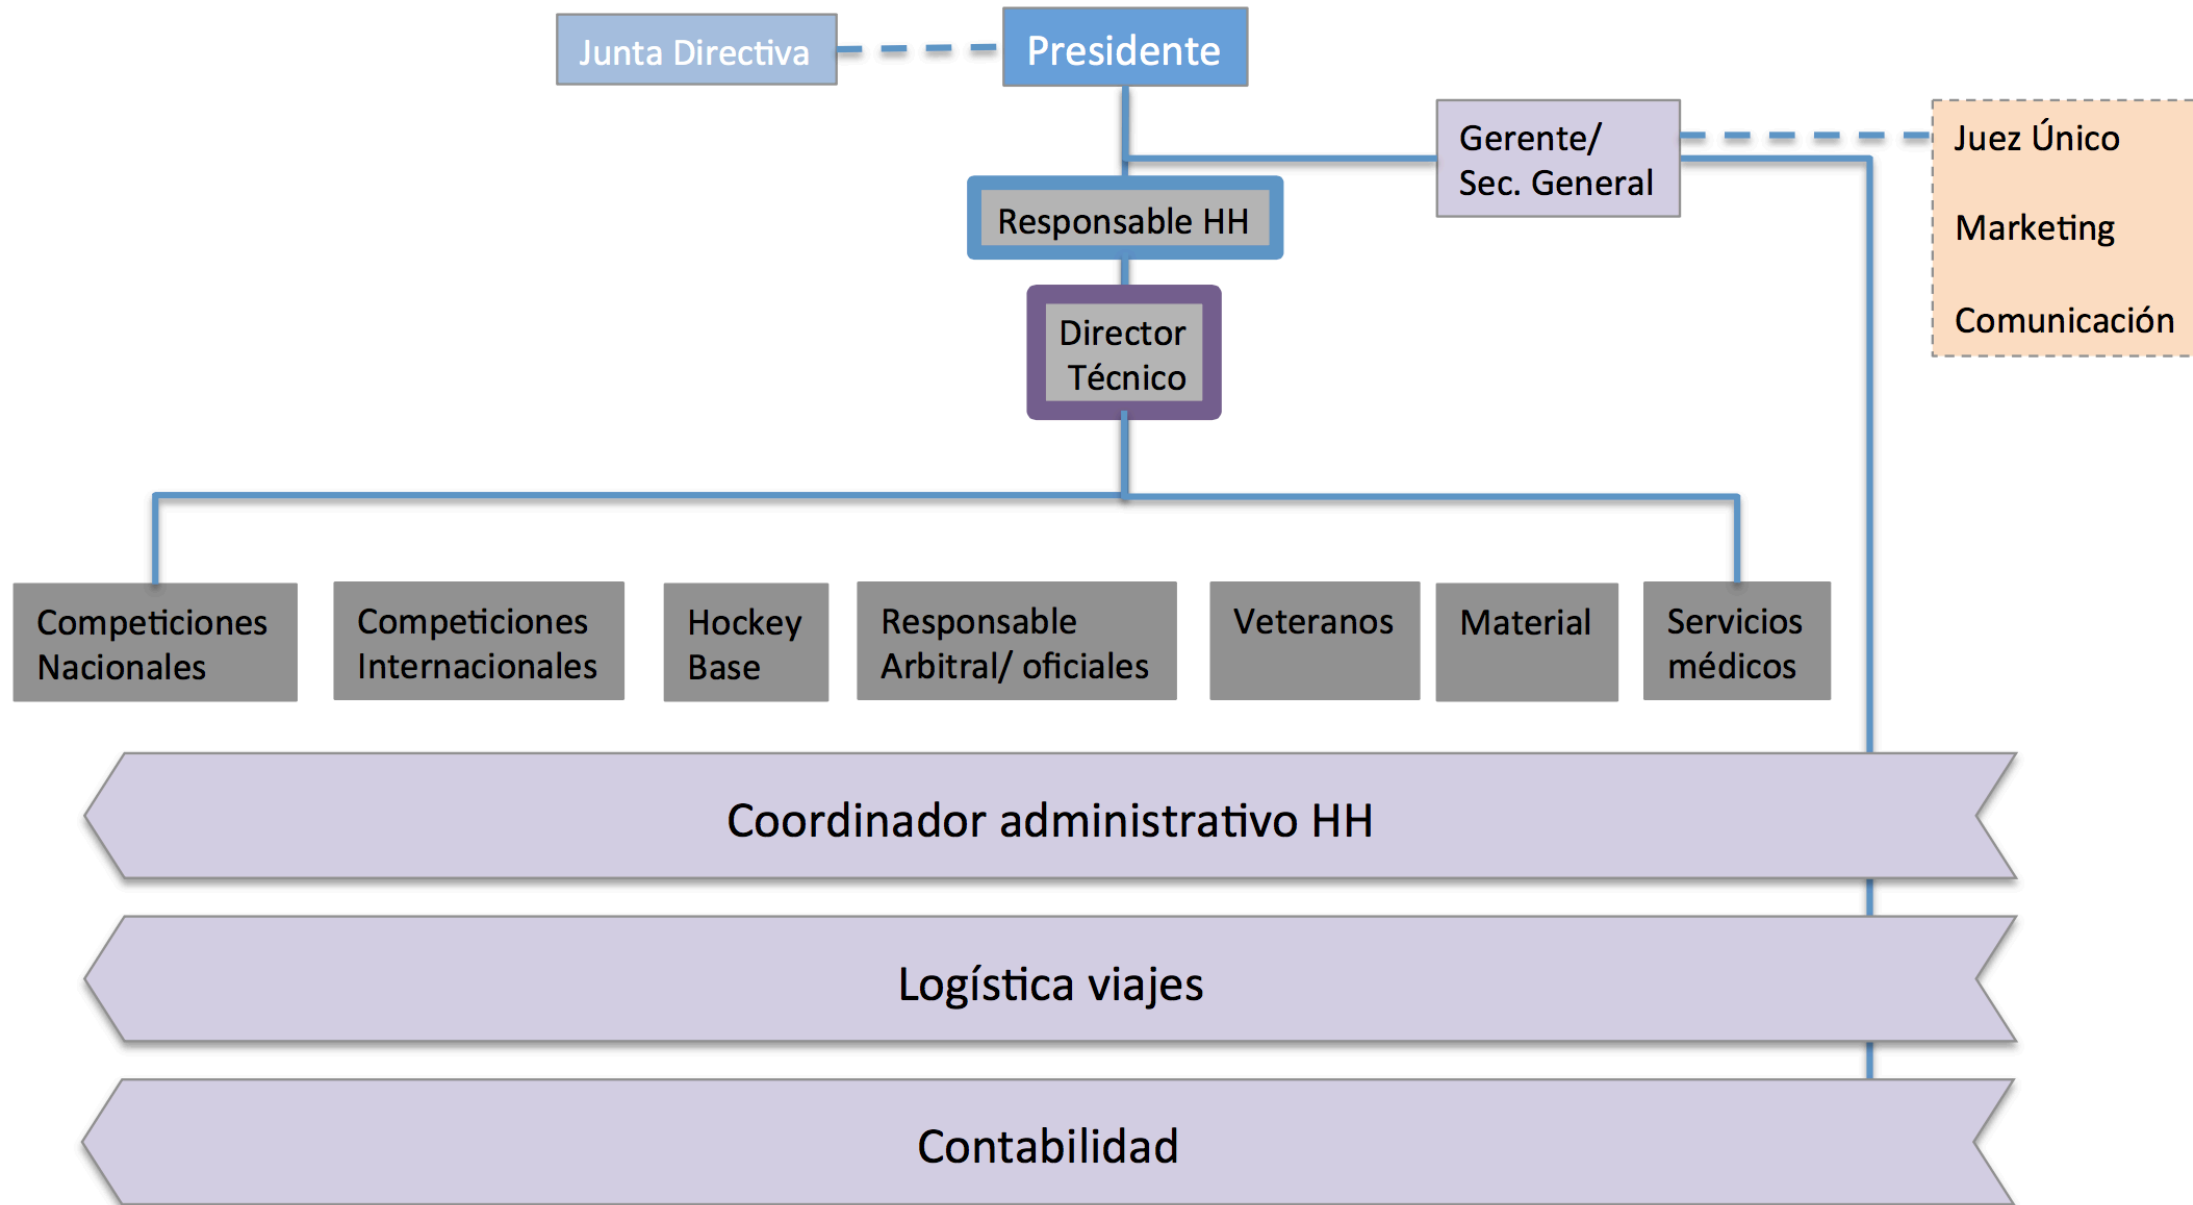 Junta Directiva
Presidente
Gerente/
Sec. General
Juez Único
Marketing
Comunicación
Responsable HH
Director
Técnico
Competiciones
Nacionales
Competiciones
Internacionales
Hockey
Base
Responsable
Arbitral/ oficiales
Veteranos
Material
Servicios
médicos
Coordinador administrativo HH
Logística viajes
Contabilidad